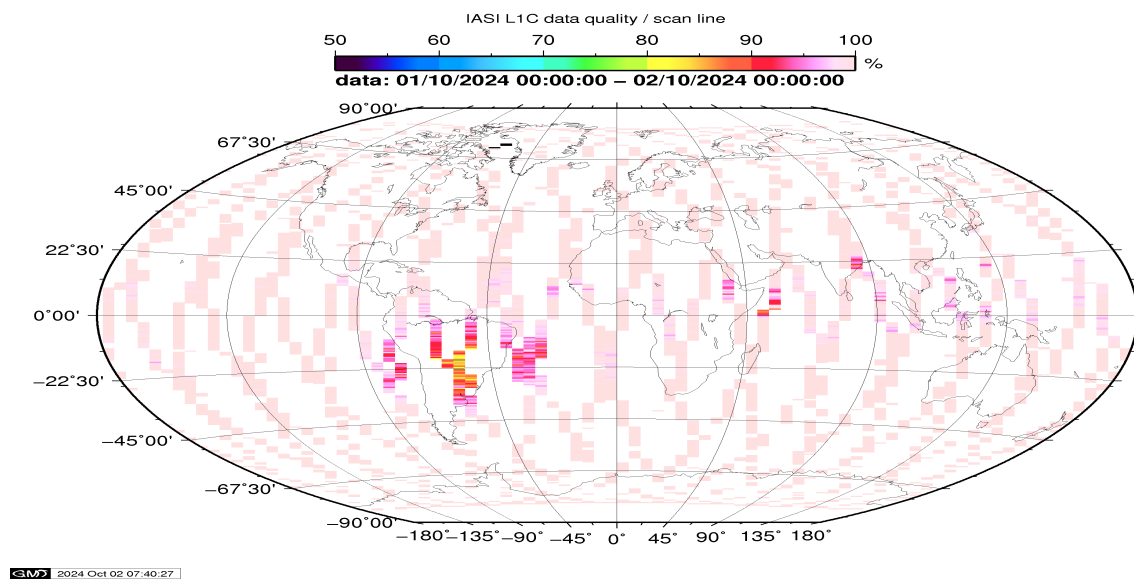 IASI L1C data quality / scan line
50 60 70 80 90 100
%
data: 01/10/2024 00:00:00 – 02/10/2024 00:00:00
90°00'
67°30'
45°00'
22°30'
0°00'
−22°30'
−45°00'
−67°30'
−90°00'
−180° −135° −90° −45° 0° 45° 90° 135° 180°
GMT 2024 Oct 02 07:40:27